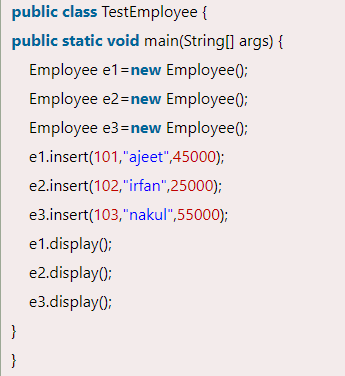 public class TestEmployee {
public static void main(String[] args) {
Employee e1=new Employee();
Employee e2=new Employee();
Employee e3=new Employee();
e1.insert(101,"ajeet",45000);
e2.insert(102,"irfan",25000);
e3.insert(103,"nakul",55000);
e1.display();
e2.display();
e3.display();
}
}